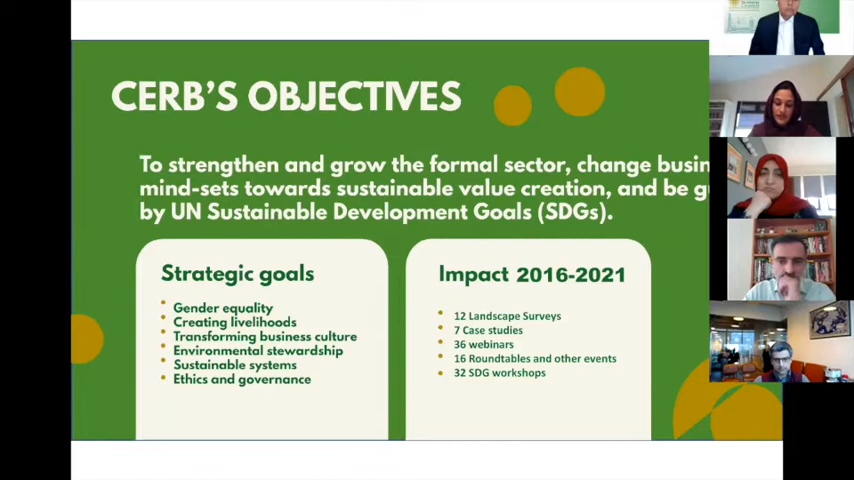 CERB'S OBJECTIVES
To strengthen and grow the formal sector, change busin
mind-sets towards sustainable value creation, and be g
by UN Sustainable Development Goals (SDGs).
Strategic goals
Gender equality
Creating livelihoods
Transforming business culture
Environmental stewardship
Sustainable systems
Ethics and governance
Impact 2016-2021
12 Landscape Surveys
7 Case studies
36 webinars
16 Roundtables and other events
32 SDG workshops